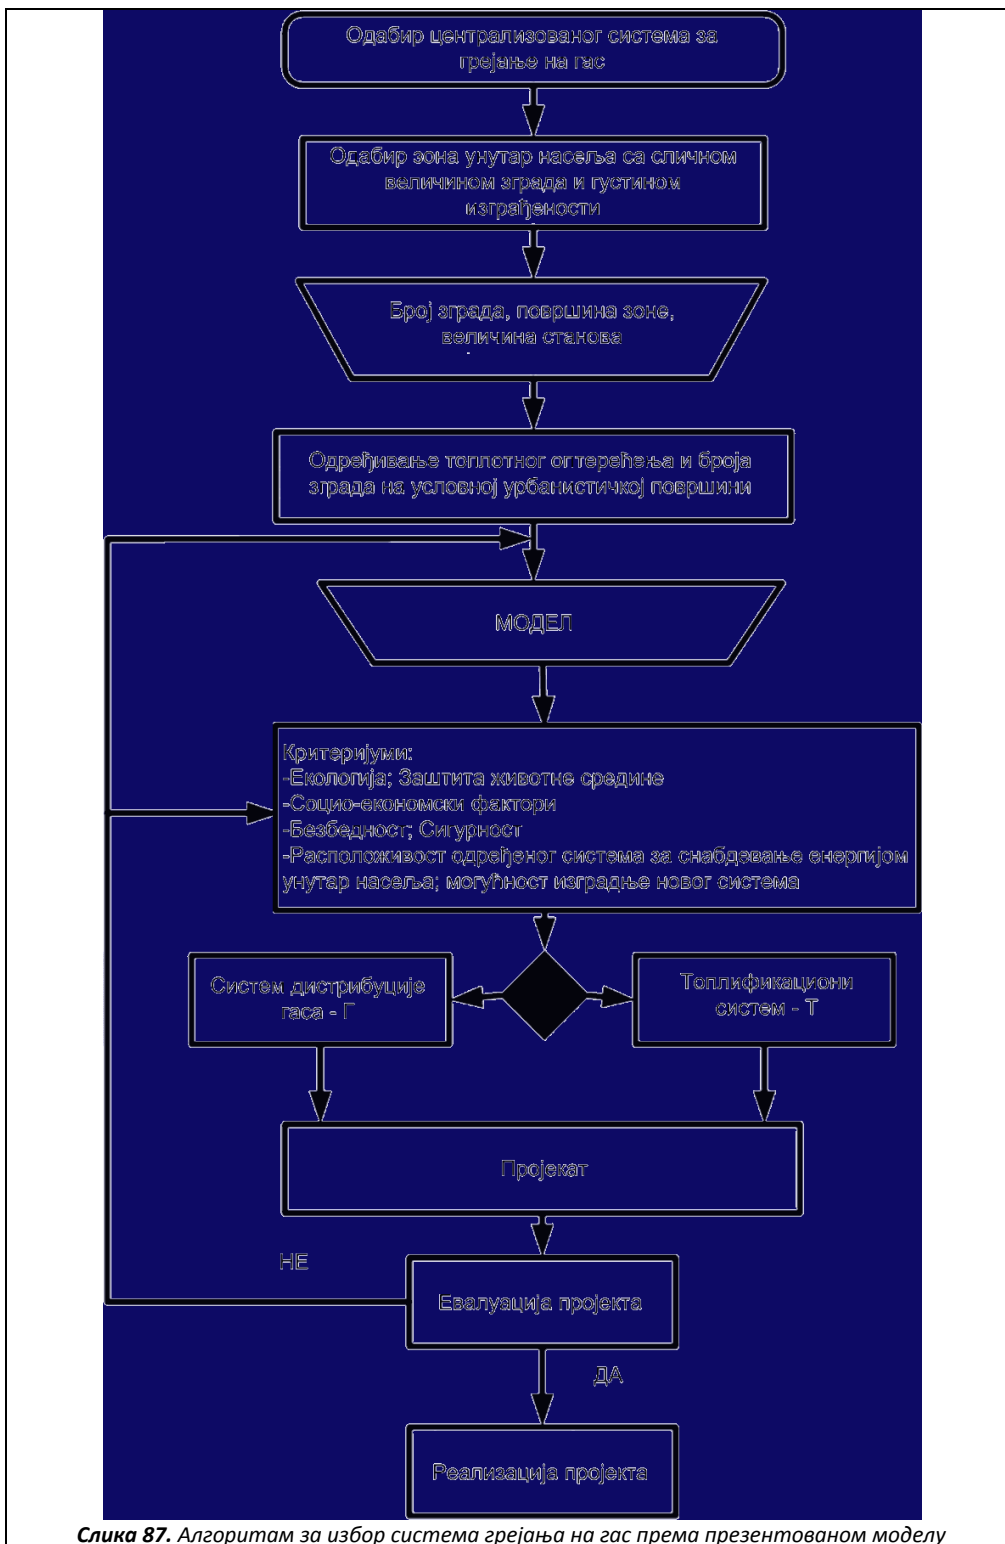 Одабир централизованог система за
грејање на гас
Одабир зона унутар насеља са сличном
величином зграда и густином
изграђености
Број зграда, површина зоне,
величина станова
Одређивање топлотног оптерећења и броја
зграда на условној урбанистичкој површини
МОДЕЛ
Критеријуми:
-Екологија; Заштита животне средине
-Социо-економски фактори
-Безбедност; Сигурност
-Расположивост одређеног система за снабдевање енергијом
унутар насеља; могућност изградње новог система
Систем дистрибуције
гаса - Г
Топлификациони
систем - Т
Пројекат
НЕ
Евалуација пројекта
ДА
Реализација пројекта
Слика 87. Алгоритам за избор система грејања на гас према презентованом моделу